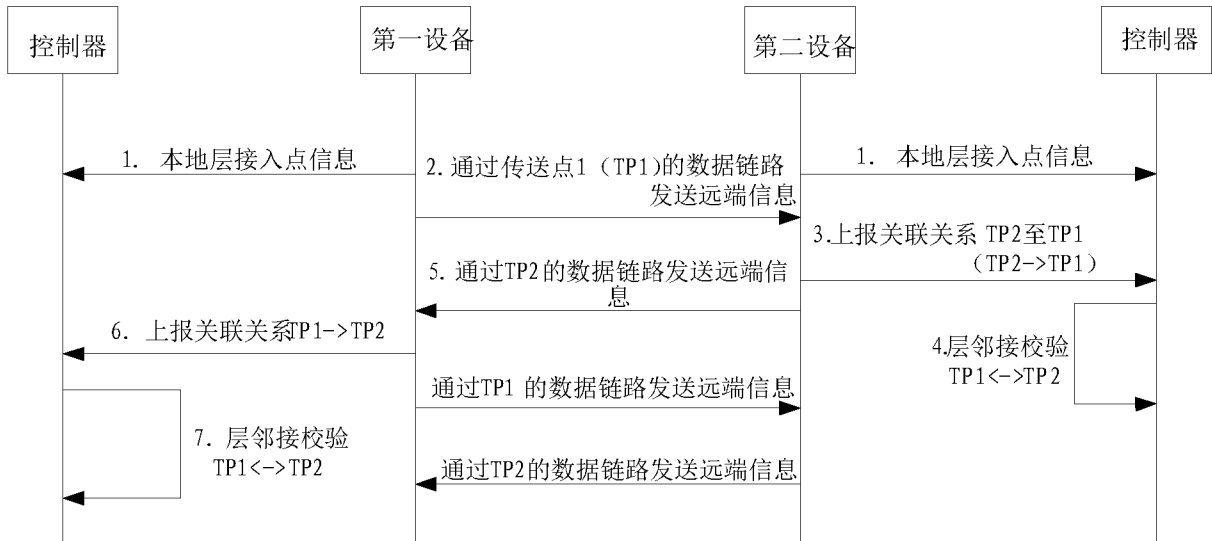 控制器
第一设备
第二设备
控制器
1. 本地层接入点信息
2.通过传送点1（TP1)的数据链路
发送远端信息
1. 本地层接入点信息
3.上报关联关系 TP2至TP1
（TP2->TP1）
5. 通过TP2的数据链路发送远端信
息
6. 上报关联关系TP1->TP2
4.层邻接校验
TP1<->TP2
通过TP1 的数据链路发送远端信息
7. 层邻接校验
TP1<->TP2
通过TP2的数据链路发送远端信息